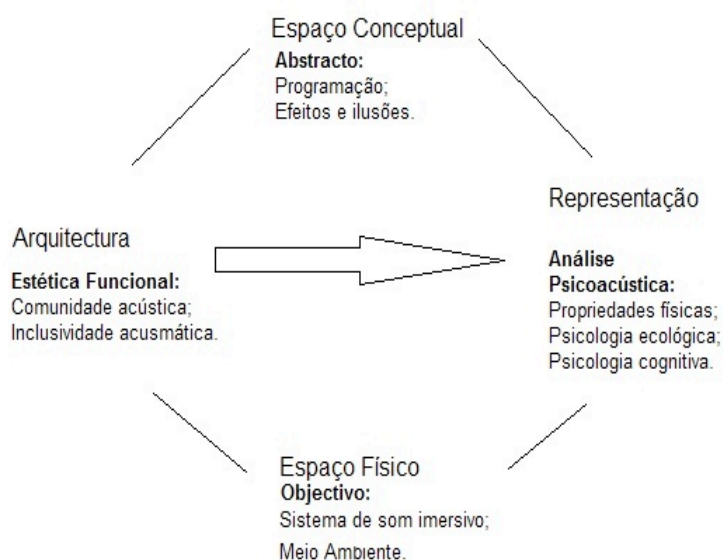 Espaço Conceptual
Abstracto:
Programação;
Efeitos e ilusões.
Representação
Análise
Psicoacústica:
Propriedades físicas;
Psicologia ecológica;
Psicologia cognitiva.
Arquitectura
Estética Funcional:
Comunidade acústica;
Inclusividade acusmática.
Espaço Físico
Objectivo:
Sistema de som imersivo;
Meio Ambiente.